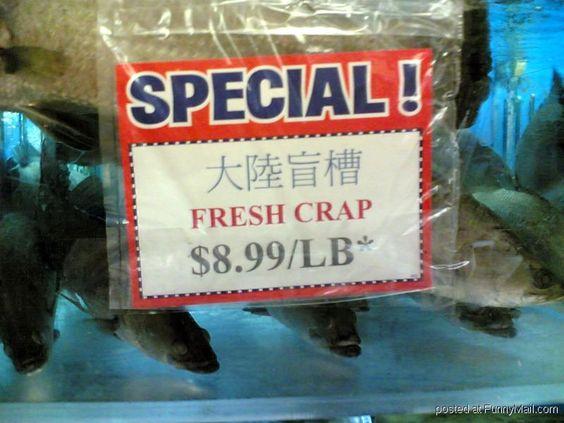 SPECIAL!
大陸盲槽
FRESH CRAP
$8.99/LB*
posted at FunnyMail.com